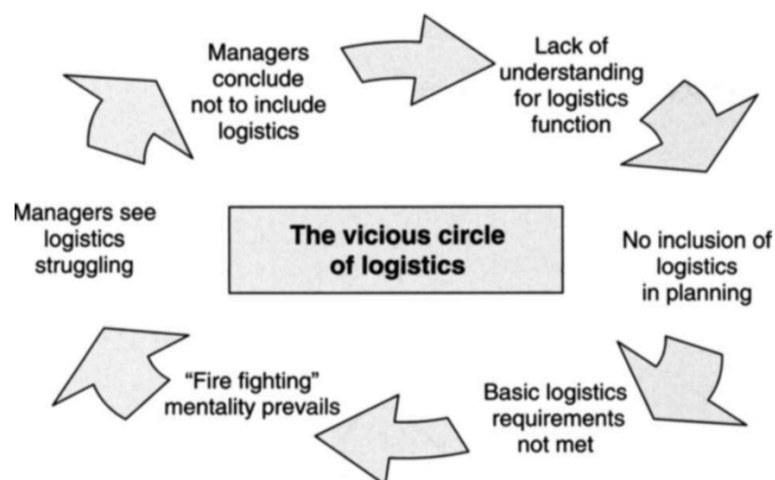 Managers
conclude
not to include
logistics
Lack of
understanding
for logistics
function
Managers see
logistics
struggling
The vicious circle
of logistics
No inclusion of
logistics
in planning
“Fire fighting”
mentality prevails
Basic logistics
requirements
not met